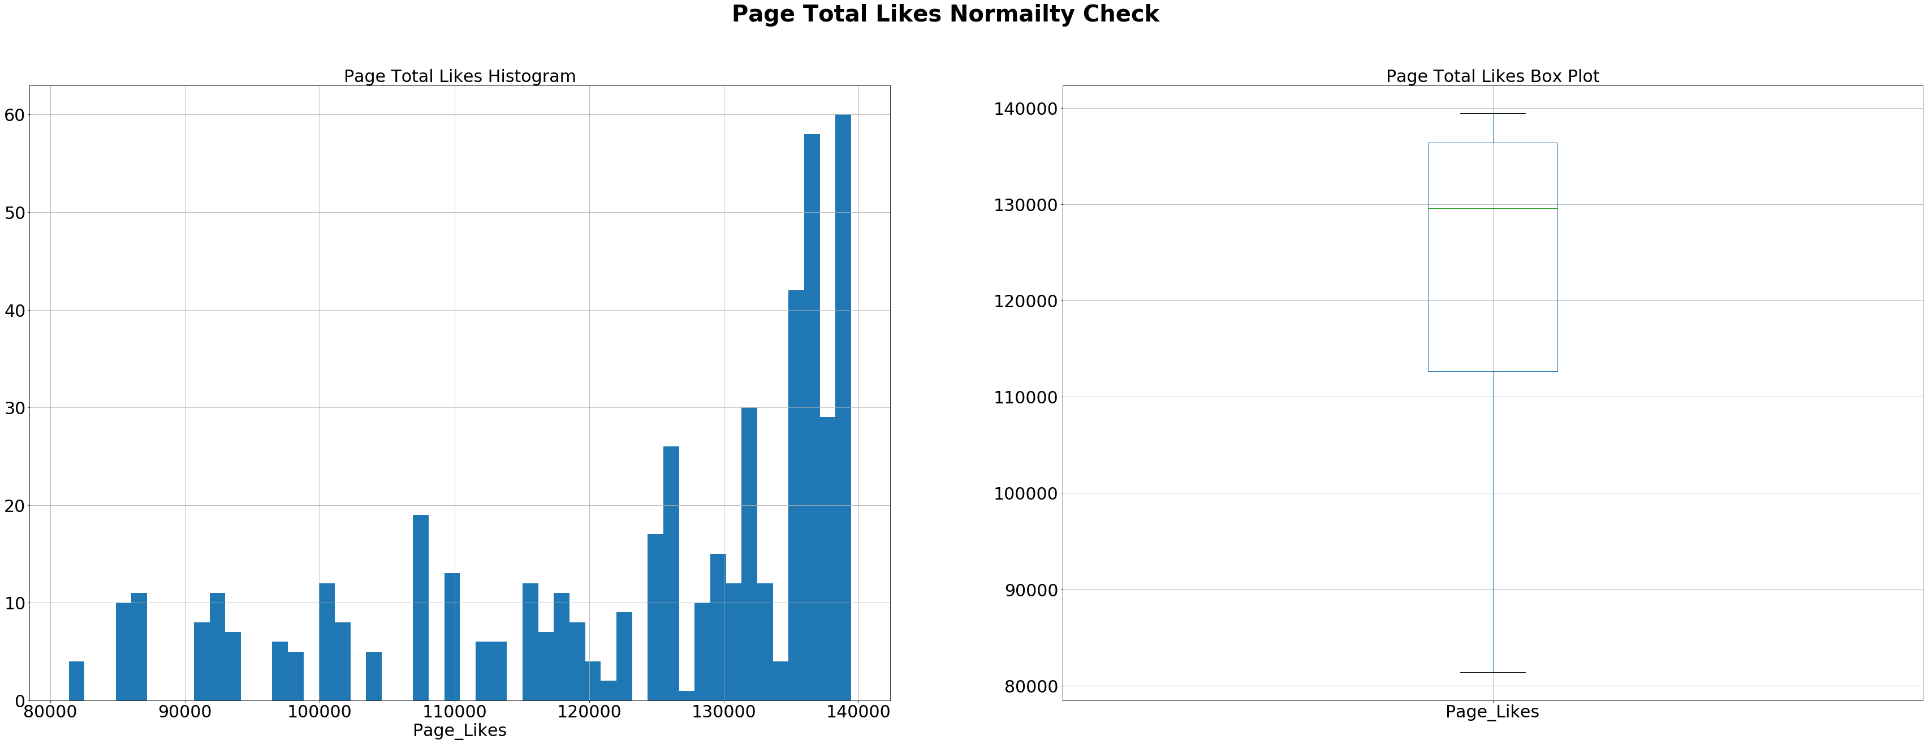 Page Total Likes Normailty Check
Page Total Likes Histogram
60
50
40
30
20
10
0
80000 90000 100000 110000 120000 130000 140000
Page_Likes
Page Total Likes Box Plot
140000
130000
120000
110000
100000
90000
80000
Page_Likes